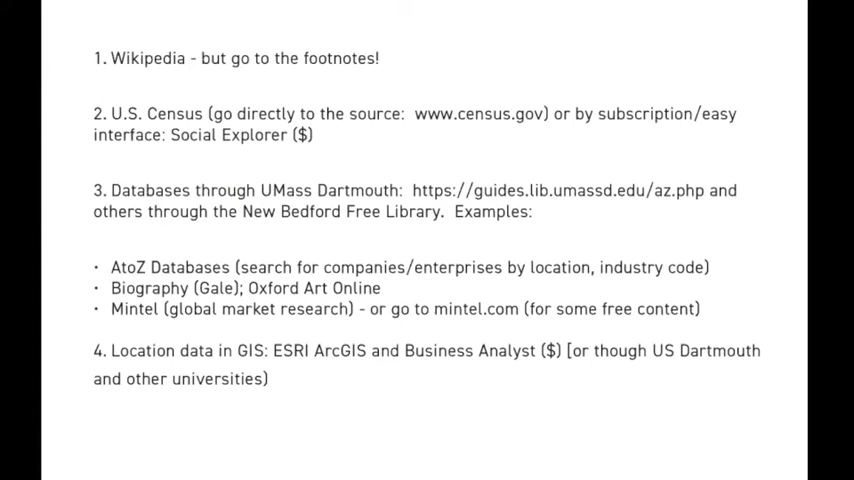 1. Wikipedia - but go to the footnotes!
2. U.S. Census (go directly to the source:  www.census.gov) or by subscription/easy
interface: Social Explorer ($)
3. Databases through UMass Dartmouth:  https://guides.lib.umassd.edu/az.php and
others through the New Bedford Free Library.  Examples:
· AtoZ Databases (search for companies/enterprises by location, industry code)
· Biography (Gale); Oxford Art Online
· Mintel (global market research) - or go to mintel.com (for some free content)
4. Location data in GIS: ESRI ArcGIS and Business Analyst ($) [or though US Dartmouth
and other universities)